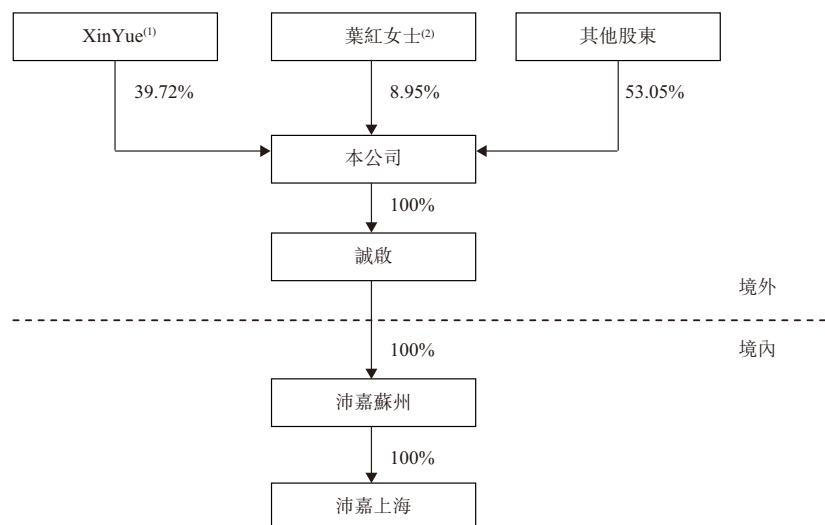 XinYue(1)
葉紅女士(2)
其他股東
39.72%
8.95%
53.05%
本公司
100%
誠啟
境外
境內
100%
沛嘉蘇州
100%
沛嘉上海